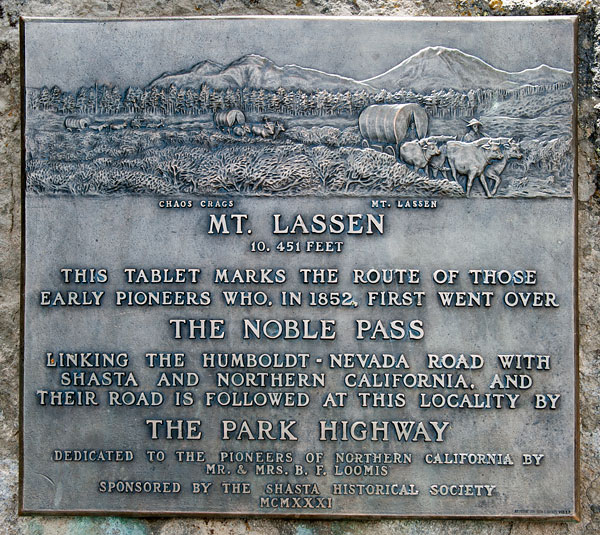 CHAOS CRAGS MT. LASSEN
MT. LASSEN
10. 451 FEET
THIS TABLET MARKS THE ROUTE OF THOSE
EARLY PIONEERS WHO, IN 1852, FIRST WENT OVER
THE NOBLE PASS
LINKING THE HUMBOLDT-NEVADA ROAD WITH
SHASTA AND NORTHERN CALIFORNIA, AND
THEIR ROAD IS FOLLOWED AT THIS LOCALITY BY
THE PARK HIGHWAY
DEDICATED TO THE PIONEERS OF NORTHERN CALIFORNIA BY
MR. & MRS. B. F. LOOMIS
SPONSORED BY THE SHASTA HISTORICAL SOCIETY
MCMXXXI